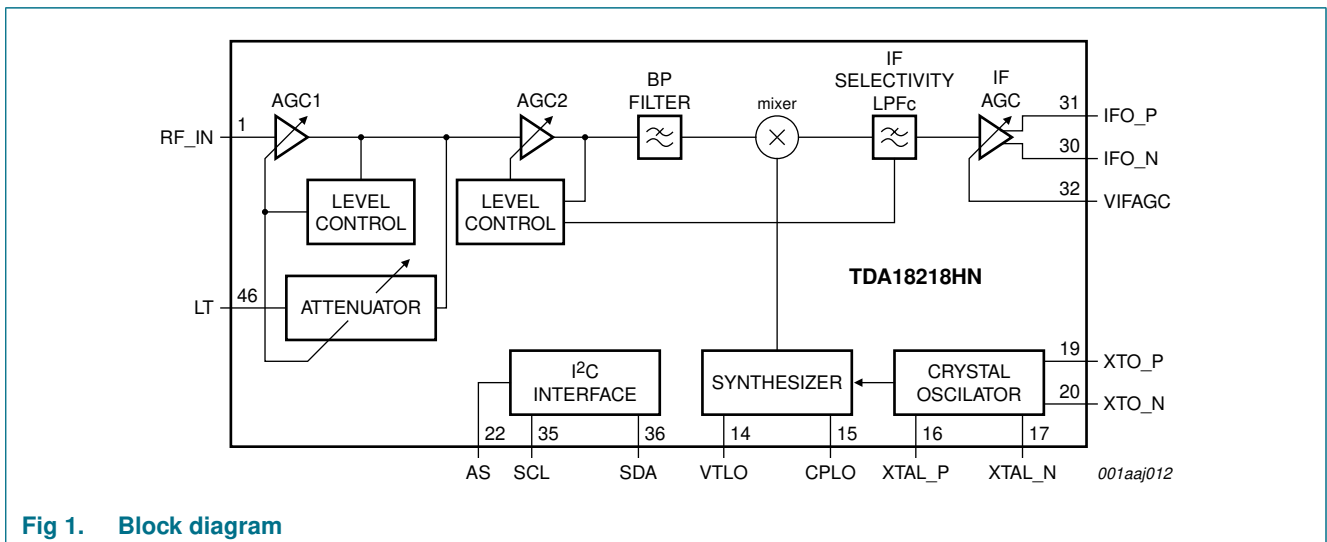 IF
SELECTIVITY
LPFc
BP
FILTER
IF
AGC
AGC1
AGC2
mixer
31
IFO_P
RF_IN
1
30
IFO_N
32
VIFAGC
LEVEL
CONTROL
LEVEL
CONTROL
TDA18218HN
LT
46
ATTENUATOR
I2C
INTERFACE
SYNTHESIZER
CRYSTAL
OSCILATOR
19
XTO_P
20
XTO_N
22
35
36
14
15
16
17
AS
SCL
SDA
VTLO
CPLO
XTAL_P
XTAL_N
001aaj012
Fig 1. Block diagram